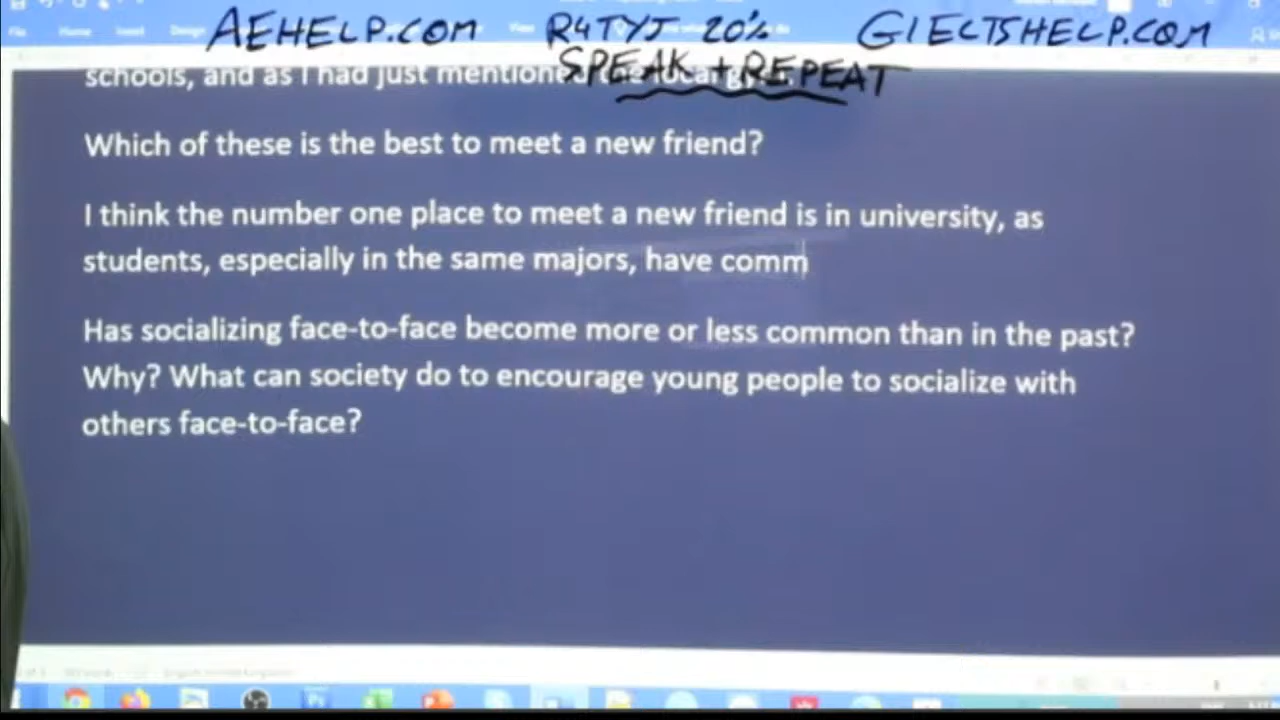 AEHELP.COM R4TYJ 20% GIELTSHELP.COM
SPEAK + REPEAT
schools, and as I had just mentioned
Which of these is the best to meet a new friend?
I think the number one place to meet a new friend is in university, as
students, especially in the same majors, have comm
Has socializing face-to-face become more or less common than in the past?
Why? What can society do to encourage young people to socialize with
others face-to-face?